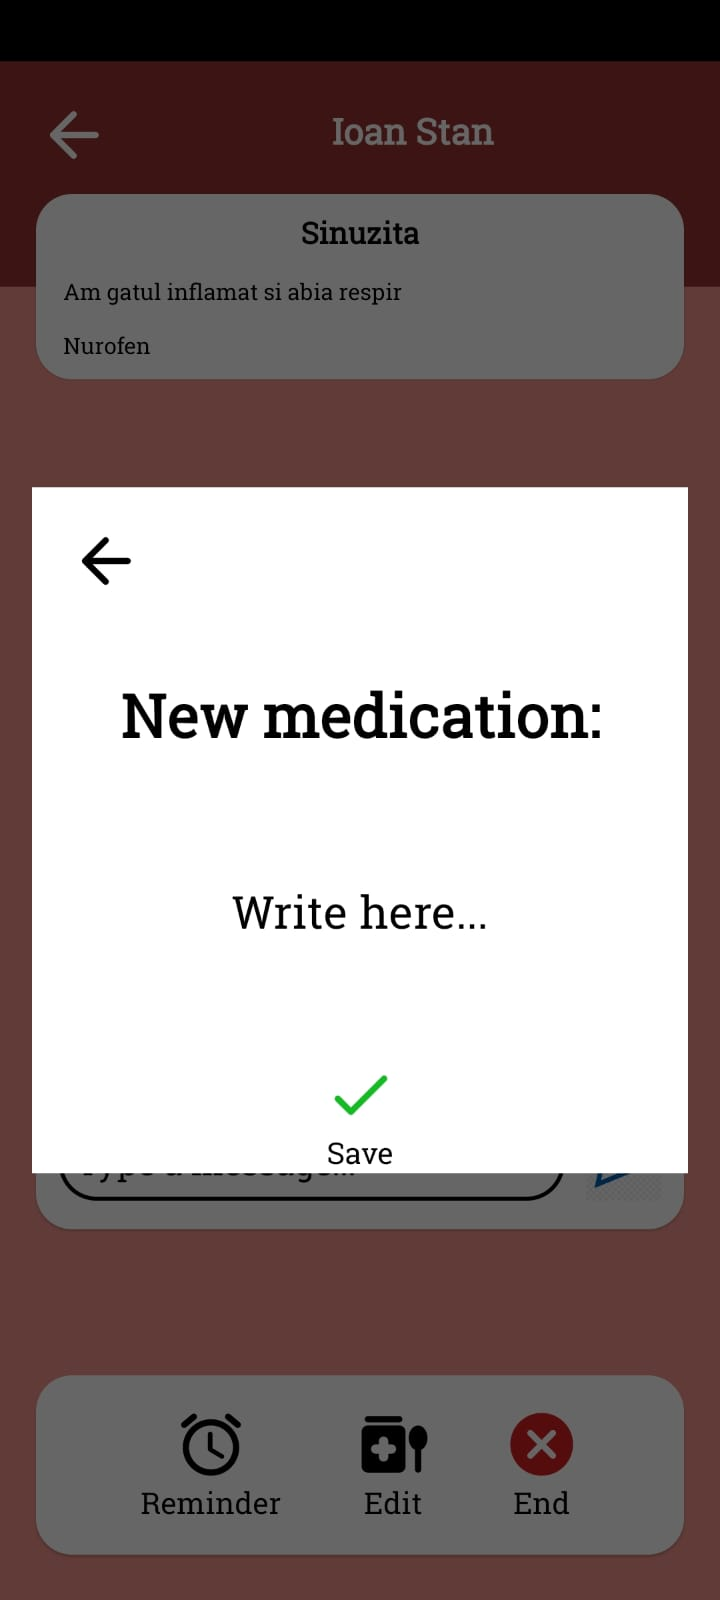 Ioan Stan
Sinuzita
Am gatul inflamat si abia respir
Nurofen
New medication:
Write here...
Save
Reminder
Edit
End